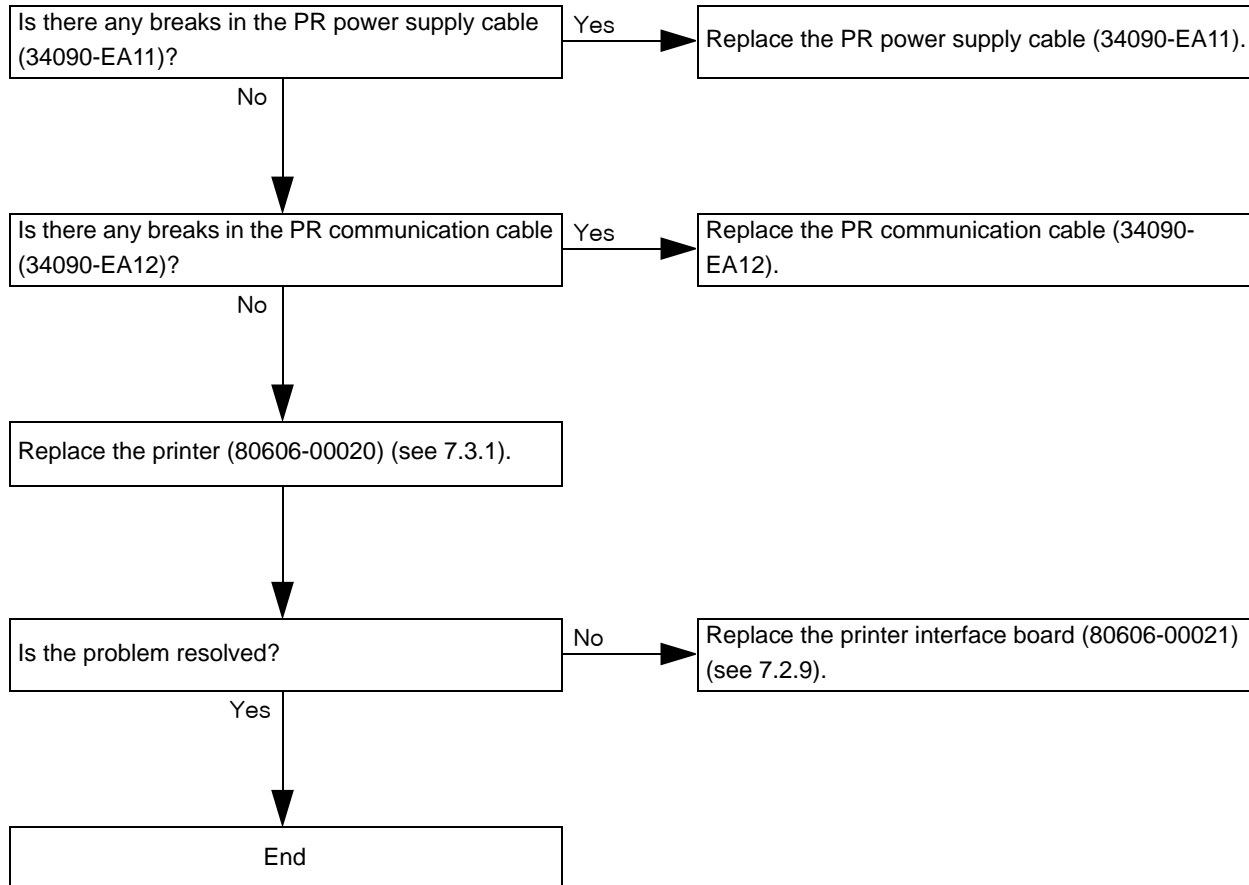 Is there any breaks in the PR power supply cable
(34090-EA11)?
Yes
Replace the PR power supply cable (34090-EA11).
No
Is there any breaks in the PR communication cable
(34090-EA12)?
Yes
Replace the PR communication cable (34090-
EA12).
No
Replace the printer (80606-00020) (see 7.3.1).
Is the problem resolved?
No
Replace the printer interface board (80606-00021)
(see 7.2.9).
Yes
End